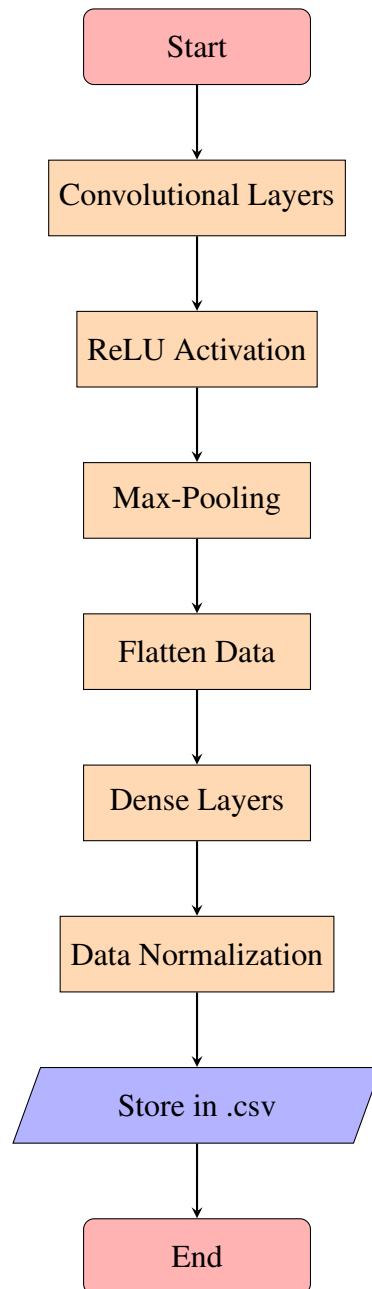 Start
Convolutional Layers
ReLU Activation
Max-Pooling
Flatten Data
Dense Layers
Data Normalization
Store in .csv
End